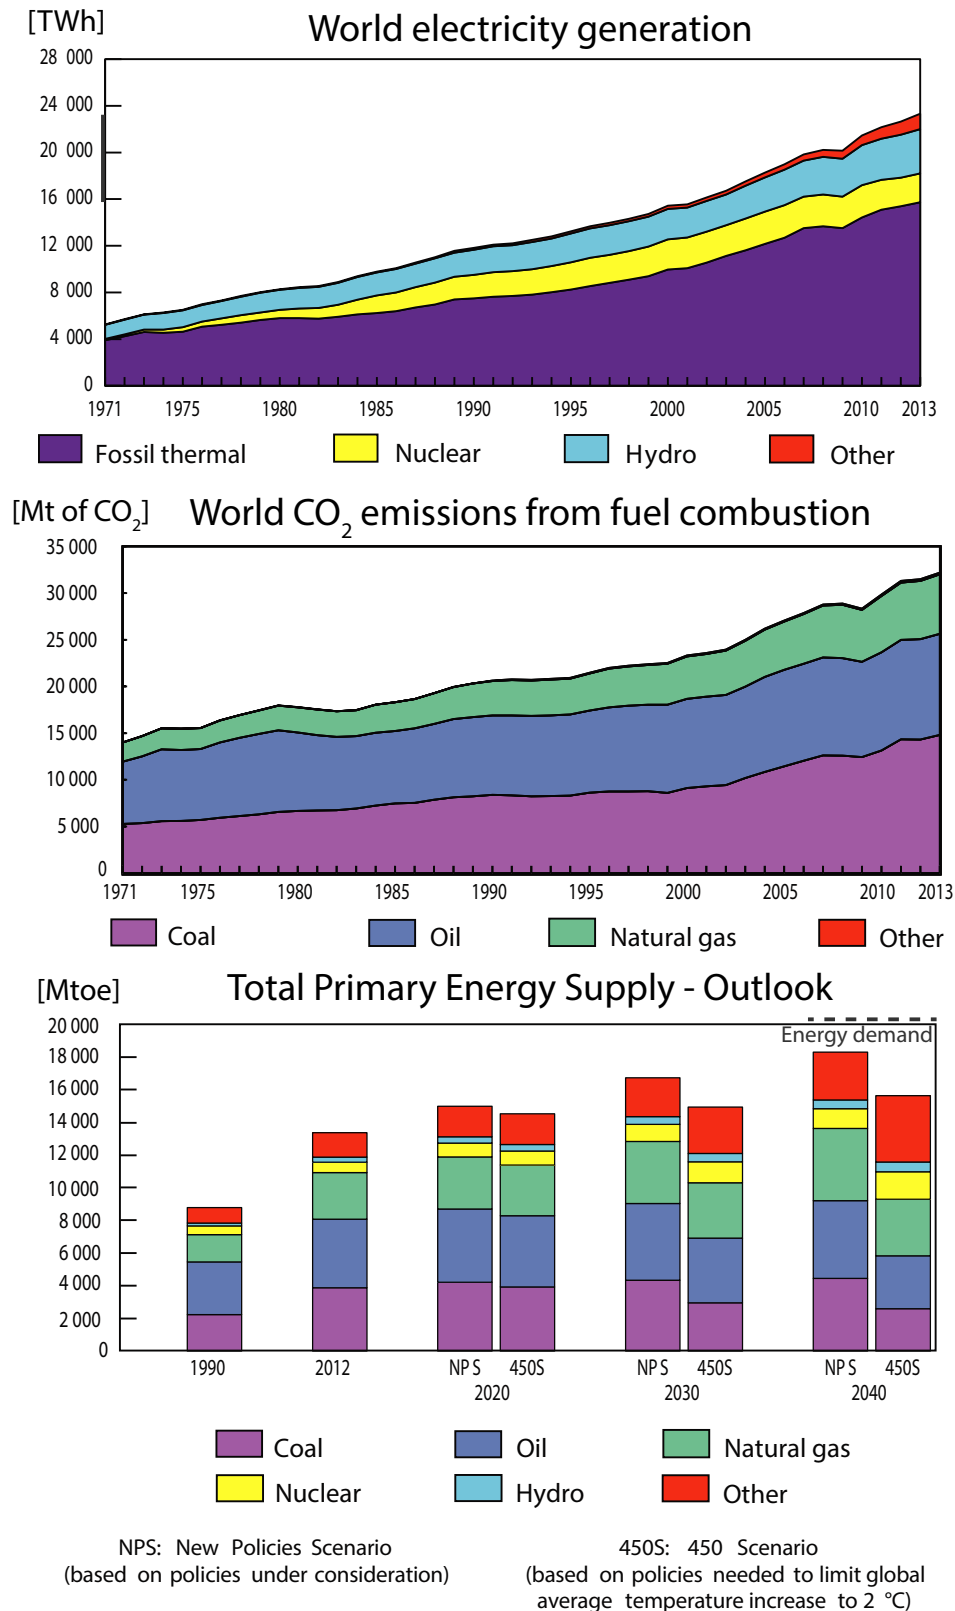 [TWh]
World electricity generation
28 000
24 000
20 000
16 000
12 000
8 000
4 000
0
1971 1975 1980 1985 1990 1995 2000 2005 2010 2013
Fossil thermal Nuclear Hydro Other
[Mt of CO2] World CO2 emissions from fuel combustion
35 000
30 000
25 000
20 000
15 000
10 000
5 000
0
1971 1975 1980 1985 1990 1995 2000 2005 2010 2013
Coal Oil Natural gas Other
[Mtoe] Total Primary Energy Supply - Outlook
20 000
Energy demand
18 000
16 000
14 000
12 000
10 000
8 000
6 000
4 000
2 000
0
1990 2012 NP S 450S NP S 450S NP S 450S
2020 2030 2040
Coal Oil Natural gas
Nuclear Hydro Other
NPS: New Policies Scenario
(based on policies under consideration)
450S: 450 Scenario
(based on policies needed to limit global
average temperature increase to 2 °C)